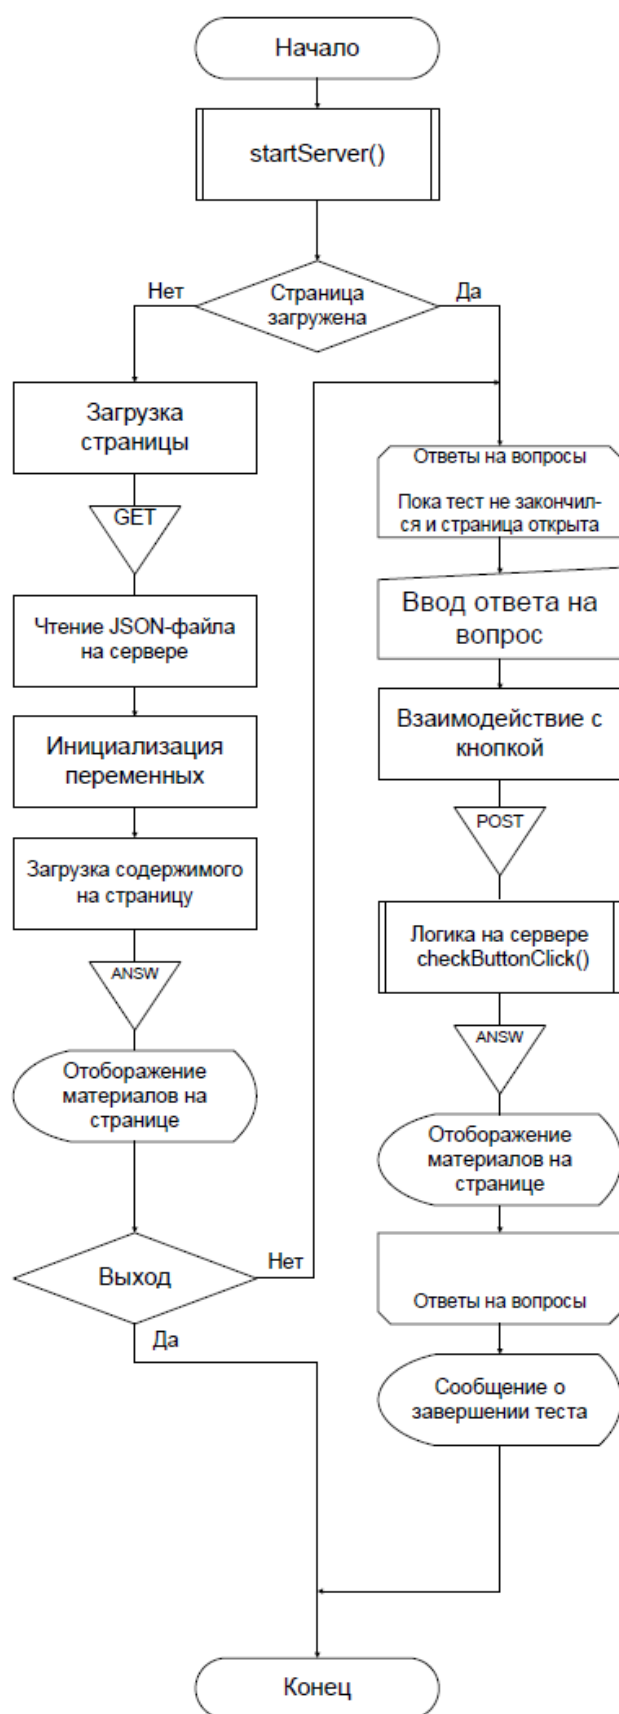 Начало
startServer()
Страница
загружена
Нет
Да
Загрузка
страницы
GET
Чтение JSON-файла
на сервере
Инициализация
переменных
Загрузка содержимого
на страницу
ANSW
Отоборажение
материалов на
странице
Выход
Нет
Да
Ответы на вопросы
Пока тест не закончил-
ся и страница открыта
Ввод ответа на
вопрос
Взаимодействие с
кнопкой
POST
Логика на сервере
checkButtonClick()
ANSW
Отоборажение
материалов на
странице
Ответы на вопросы
Сообщение о
завершении теста
Конец